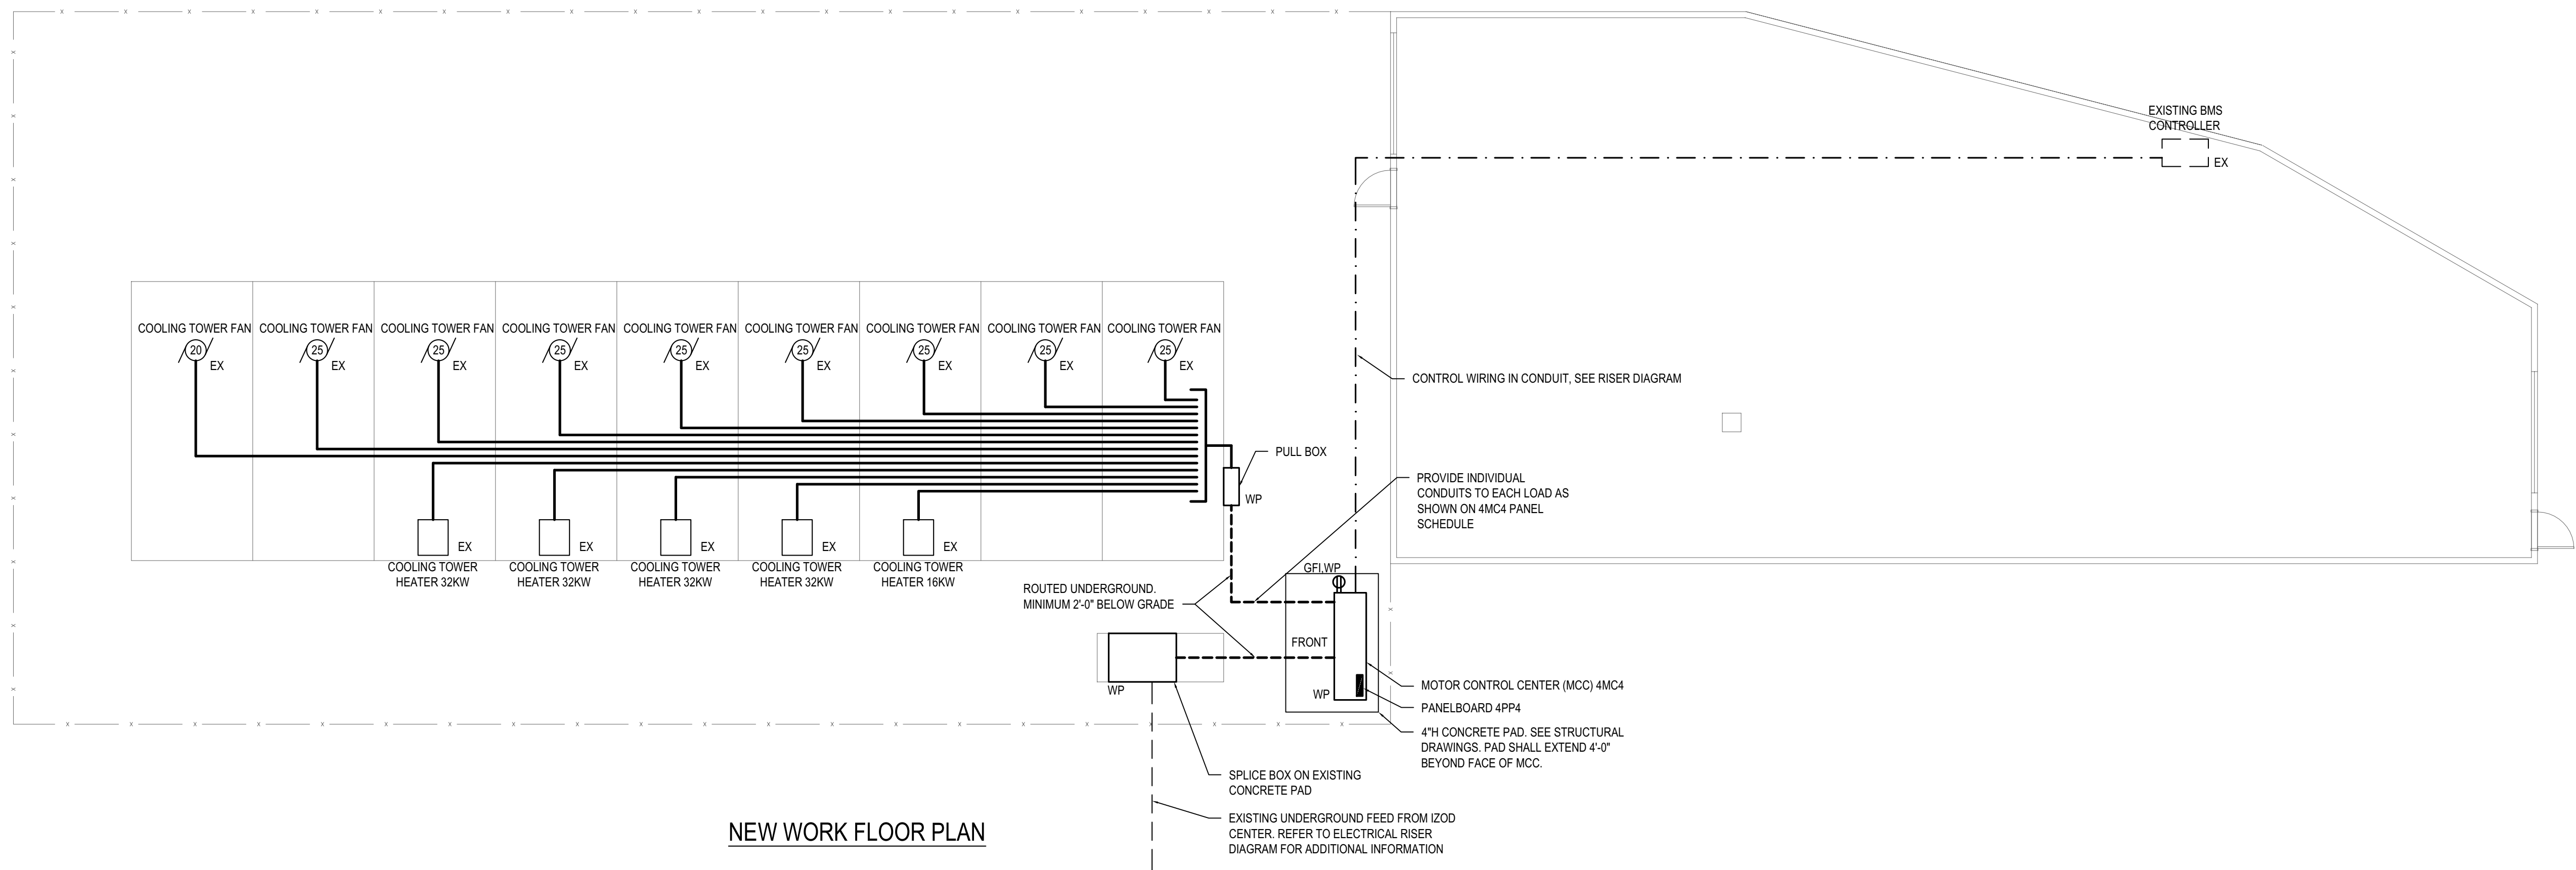 EXISTING BMS
CONTROLLER
EX
COOLING TOWER FAN
20
EX
COOLING TOWER FAN
25
EX
COOLING TOWER FAN
25
EX
COOLING TOWER FAN
25
EX
COOLING TOWER FAN
25
EX
COOLING TOWER FAN
25
EX
COOLING TOWER FAN
25
EX
COOLING TOWER FAN
25
EX
COOLING TOWER FAN
25
EX
CONTROL WIRING IN CONDUIT, SEE RISER DIAGRAM
PULL BOX
WP
PROVIDE INDIVIDUAL
CONDUITS TO EACH LOAD AS
SHOWN ON 4MC4 PANEL
SCHEDULE
EX
COOLING TOWER
HEATER 32KW
EX
COOLING TOWER
HEATER 32KW
EX
COOLING TOWER
HEATER 32KW
EX
COOLING TOWER
HEATER 32KW
EX
COOLING TOWER
HEATER 16KW
ROUTED UNDERGROUND.
MINIMUM 2'-0" BELOW GRADE
GFI,WP
FRONT
WP
WP
MOTOR CONTROL CENTER (MCC) 4MC4
PANELBOARD 4PP4
4"H CONCRETE PAD. SEE STRUCTURAL
DRAWINGS. PAD SHALL EXTEND 4'-0"
BEYOND FACE OF MCC.
SPLICE BOX ON EXISTING
CONCRETE PAD
EXISTING UNDERGROUND FEED FROM IZOD
CENTER. REFER TO ELECTRICAL RISER
DIAGRAM FOR ADDITIONAL INFORMATION
NEW WORK FLOOR PLAN